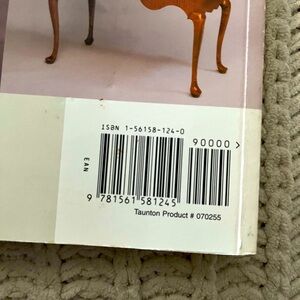 ISBN 1-56158-124-0
90000>
EAN
9 781561 581245
Taunton Product # 070255